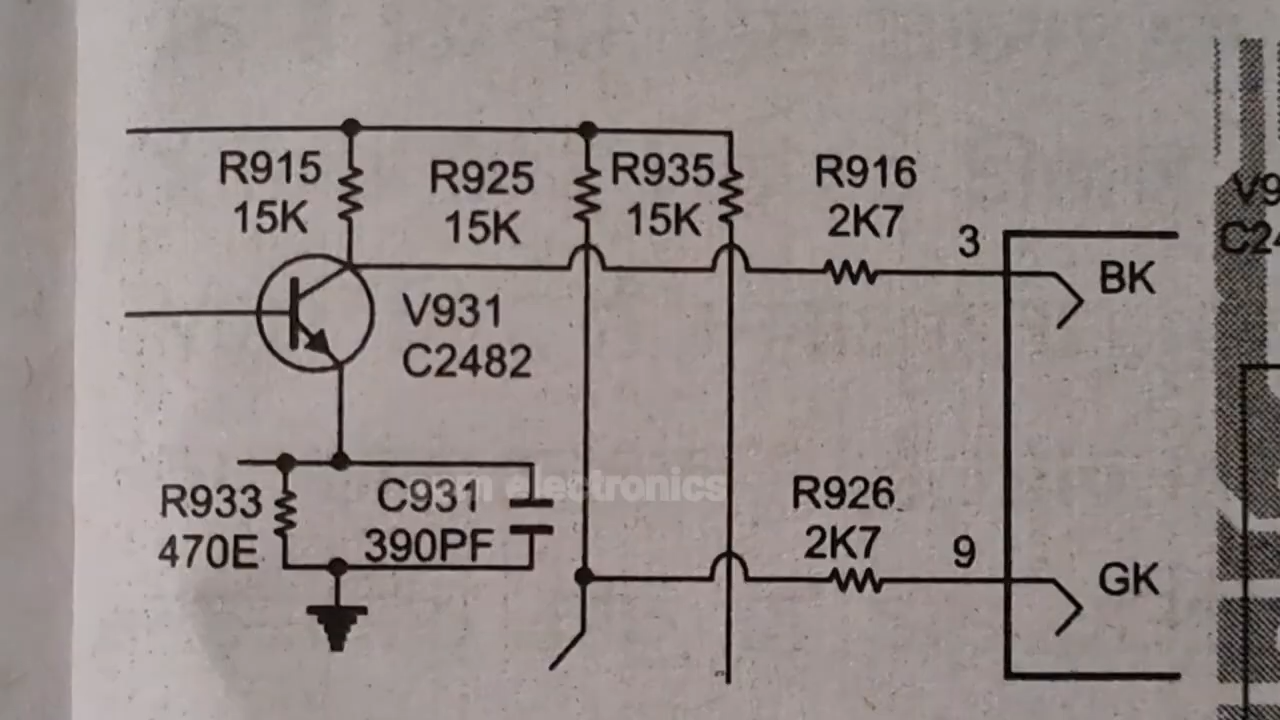 R915
15K
R925
15K
R935
15K
R916
2K7
3
BK
V931
C2482
R933
470E
C931
390PF
R926
2K7
9
GK
electronics